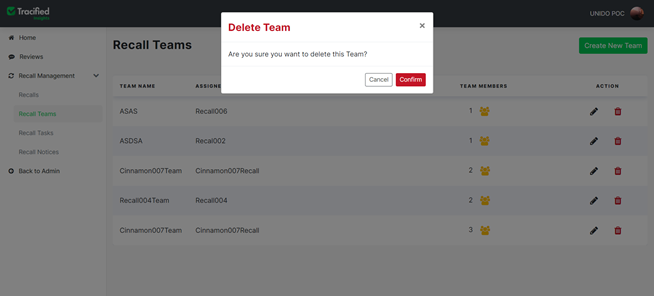 Tracified
Insights
UNIDO POC
Home
Reviews
Recall Management
Recalls
Recall Teams
Recall Tasks
Recall Notices
Back to Admin
Recall Teams
Create New Team
Delete Team ×
Are you sure you want to delete this Team?
Cancel Confirm
TEAM NAME ASSIGNE TEAM MEMBERS ACTION
ASAS Recall006 1
ASDSA Recall002 1
Cinnamon007Team Cinnamon007Recall 2
Recall004Team Recall004 2
Cinnamon007Team Cinnamon007Recall 3